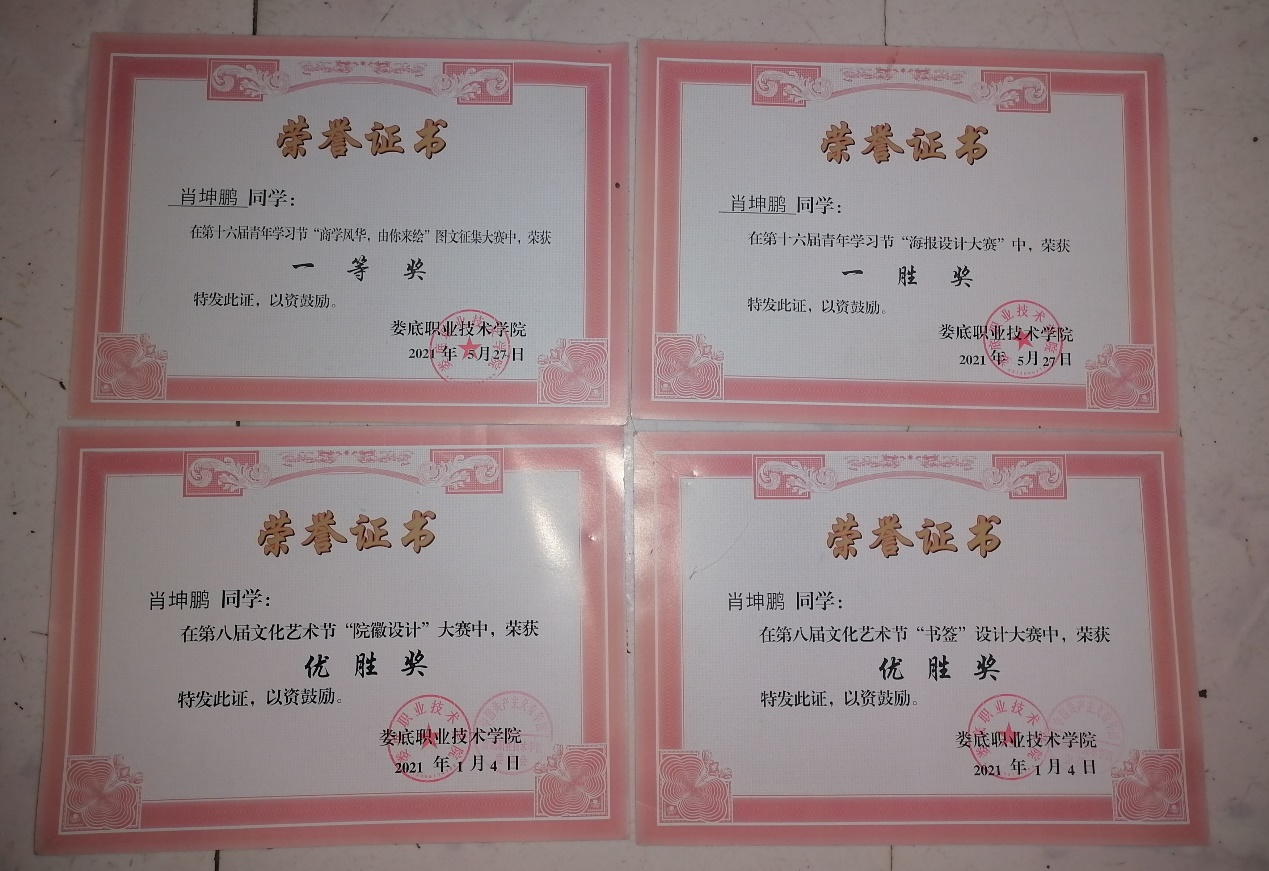 荣誉证书
肖坤鹏 同学：
在第十六届青年学习节“商学风华，由你来绘”图文征集大赛中，荣获
一等奖
特发此证，以资鼓励。
娄底职业技术学院
2021年 5月27日
荣誉证书
肖坤鹏 同学：
在第十六届青年学习节“海报设计大赛”中，荣获
一胜奖
特发此证，以资鼓励。
娄底职业技术学院
2021年 5月27日
荣誉证书
肖坤鹏 同学：
在第八届文化艺术节“院徽设计”大赛中，荣获
优胜奖
特发此证，以资鼓励。
娄底职业技术学院
2021 年1月4日
荣誉证书
肖坤鹏 同学：
在第八届文化艺术节“书签”设计大赛中，荣获
优胜奖
特发此证，以资鼓励。
娄底职业技术学院
2021 年1月4日